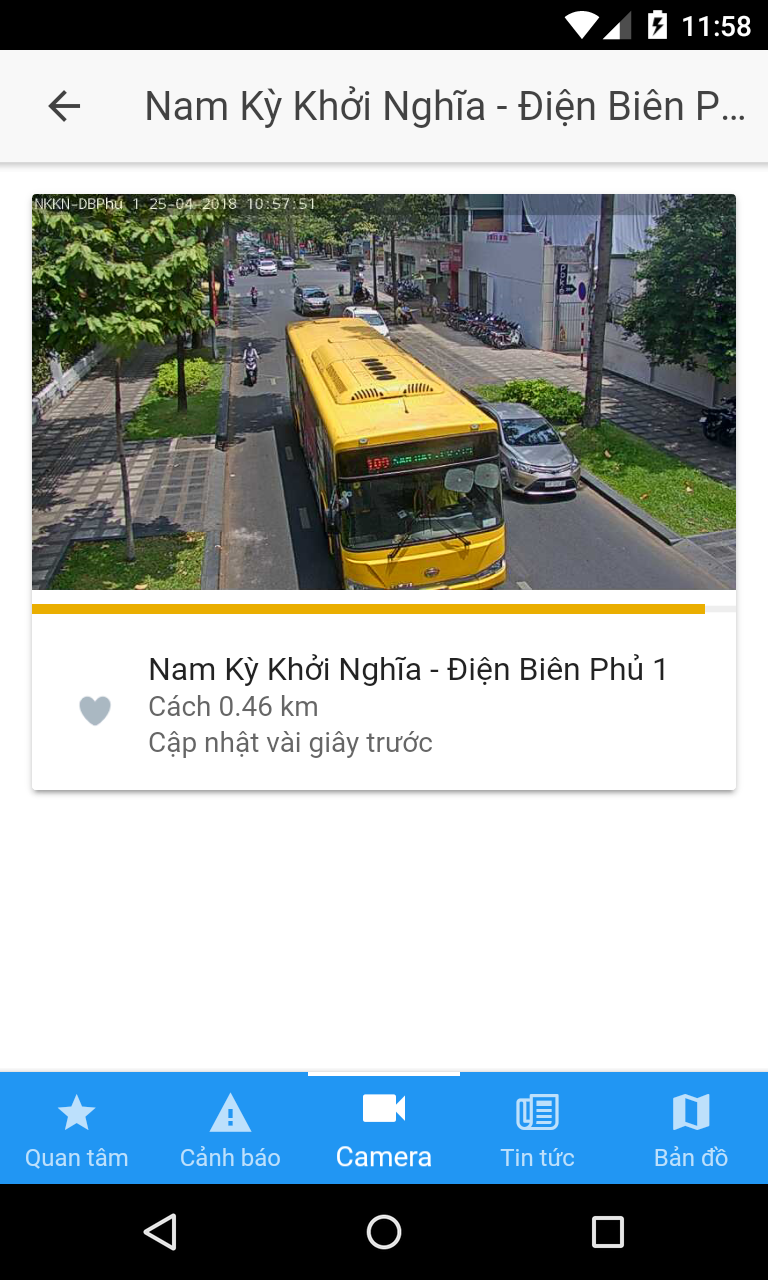 11:58
Nam Kỳ Khởi Nghĩa - Điện Biên P...
NKKN-DBPhủ 1 25-04-2018 10:57:51
Nam Kỳ Khởi Nghĩa - Điện Biên Phủ 1
Cách 0.46 km
Cập nhật vài giây trước
Quan tâm
Cảnh báo
Camera
Tin tức
Bản đồ